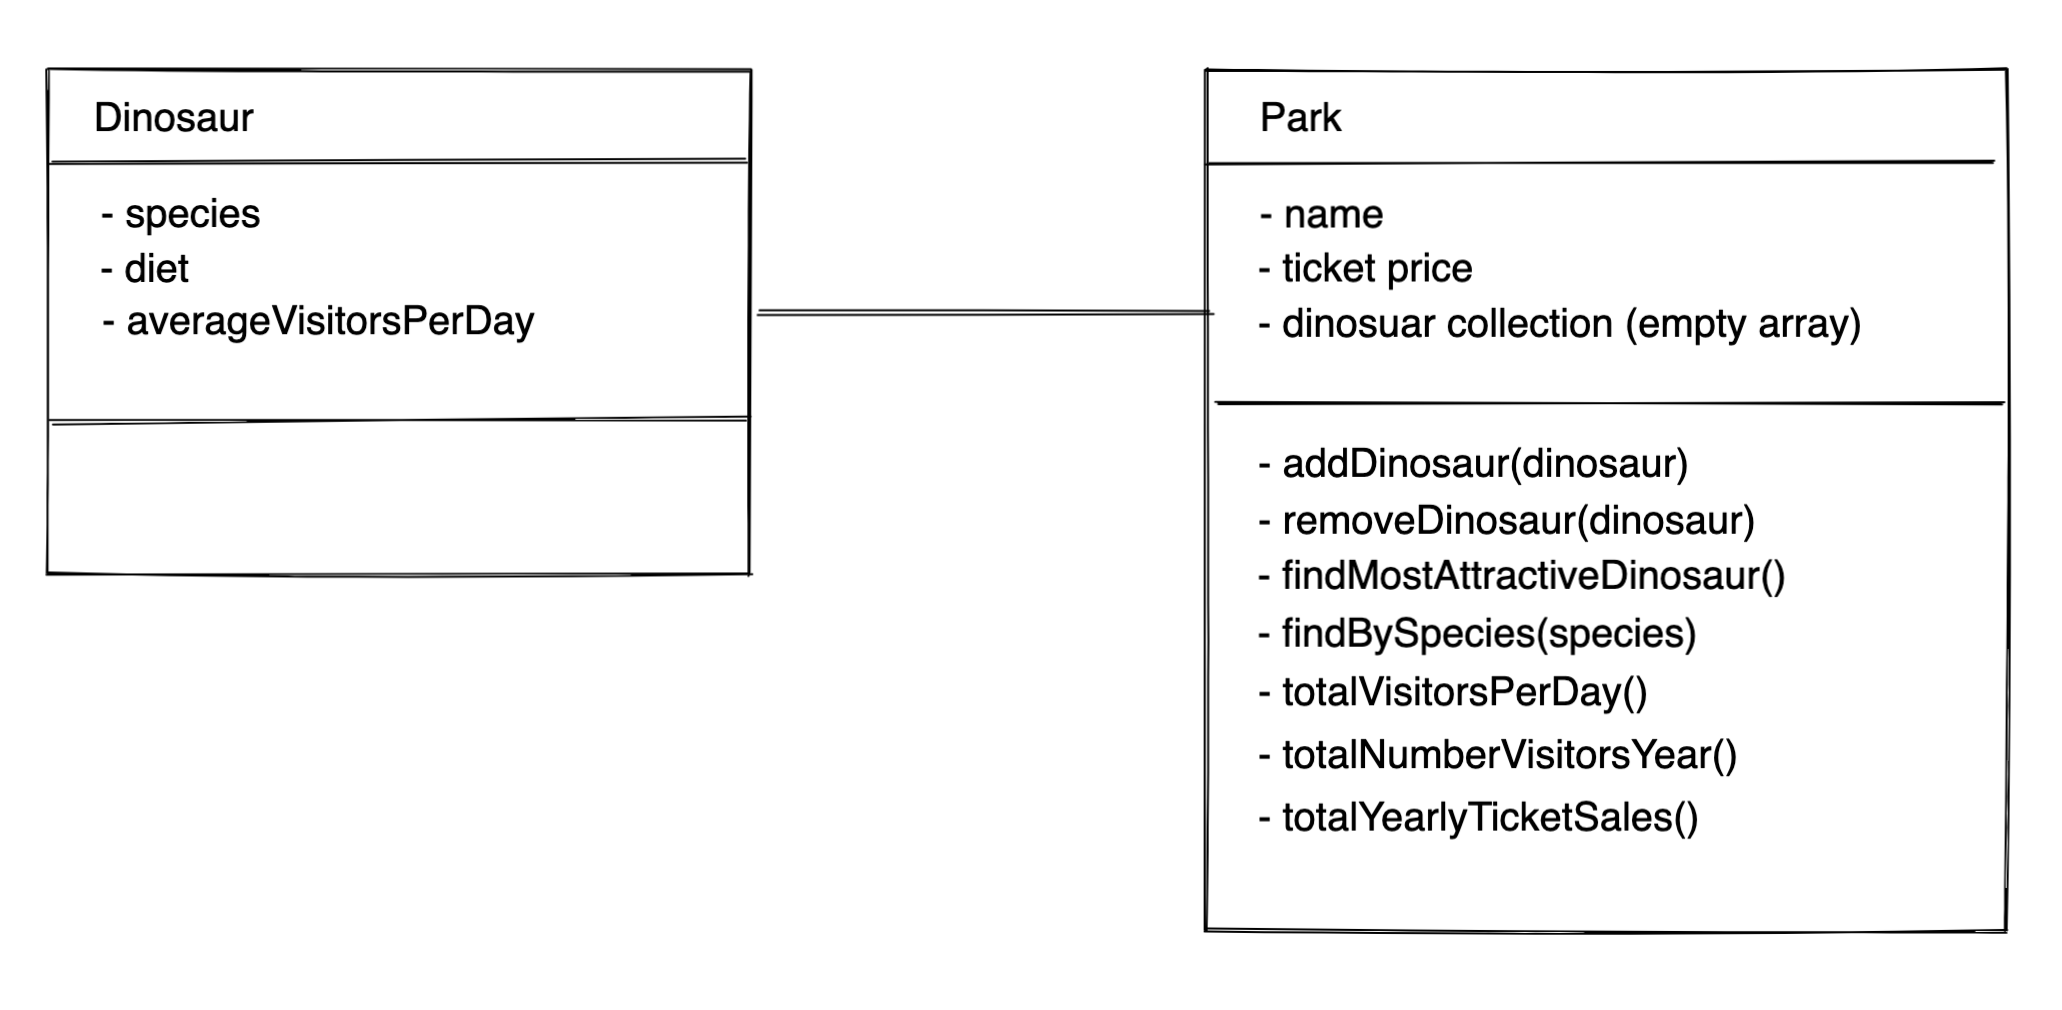 Dinosaur
- species
- diet
- averageVisitorsPerDay
Park
- name
- ticket price
- dinosuar collection (empty array)
- addDinosaur(dinosaur)
- removeDinosaur(dinosaur)
- findMostAttractiveDinosaur()
- findBySpecies(species)
- totalVisitorsPerDay()
- totalNumberVisitorsYear()
- totalYearlyTicketSales()